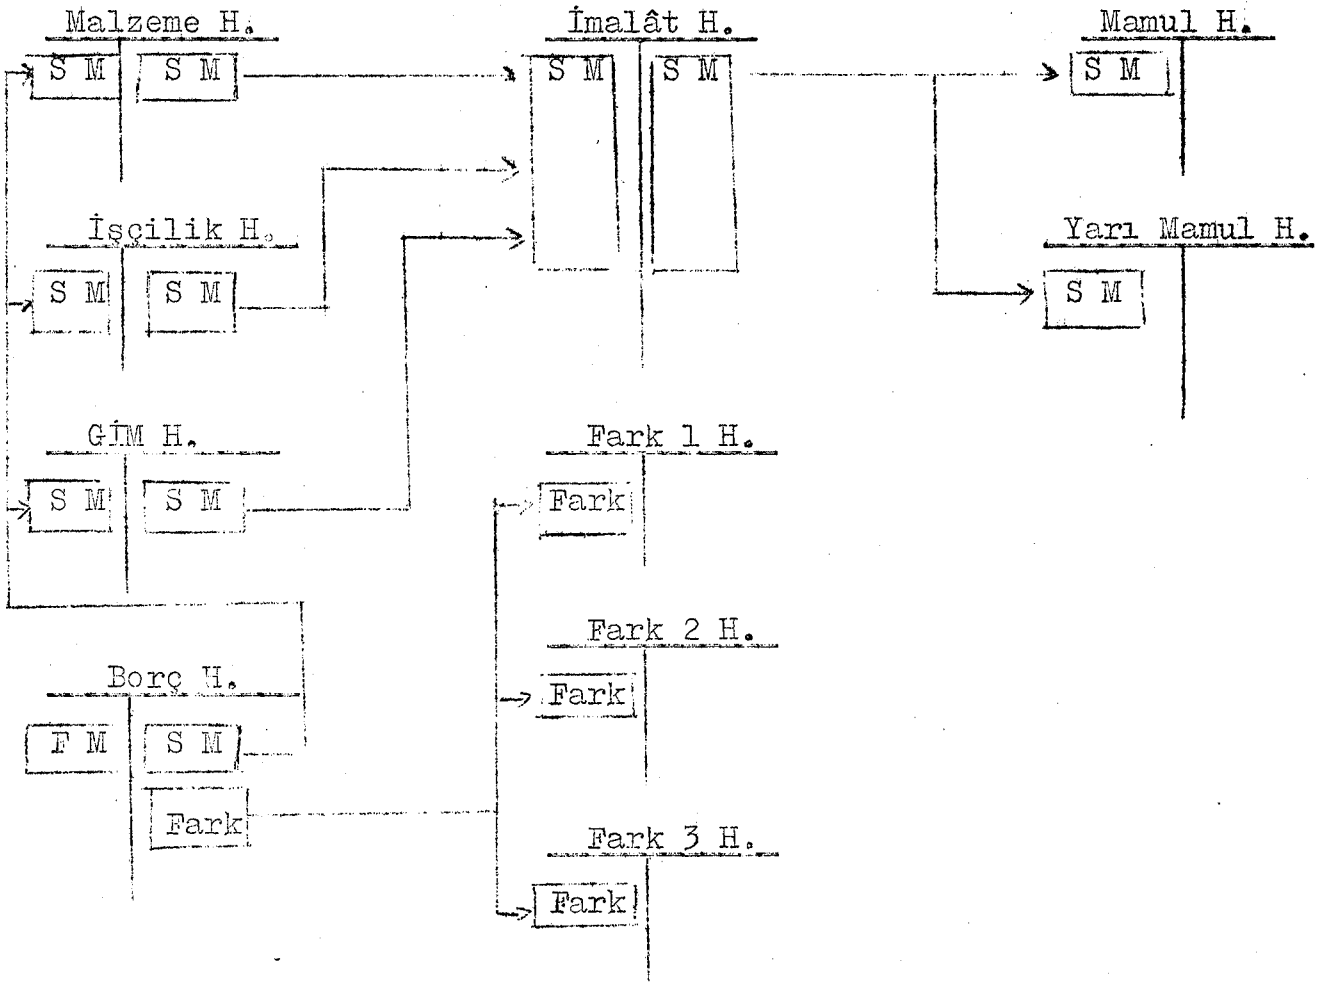 Malzeme H. İmalât H. Mamul H.
S M S M S M S M S M
İşçilik H. Yarı Mamul H.
S M S M S M
GİM H. Fark 1 H.
S M S M Fark
Fark 2 H.
Borç H. Fark
F M S M
Fark
Fark 3 H.
Fark